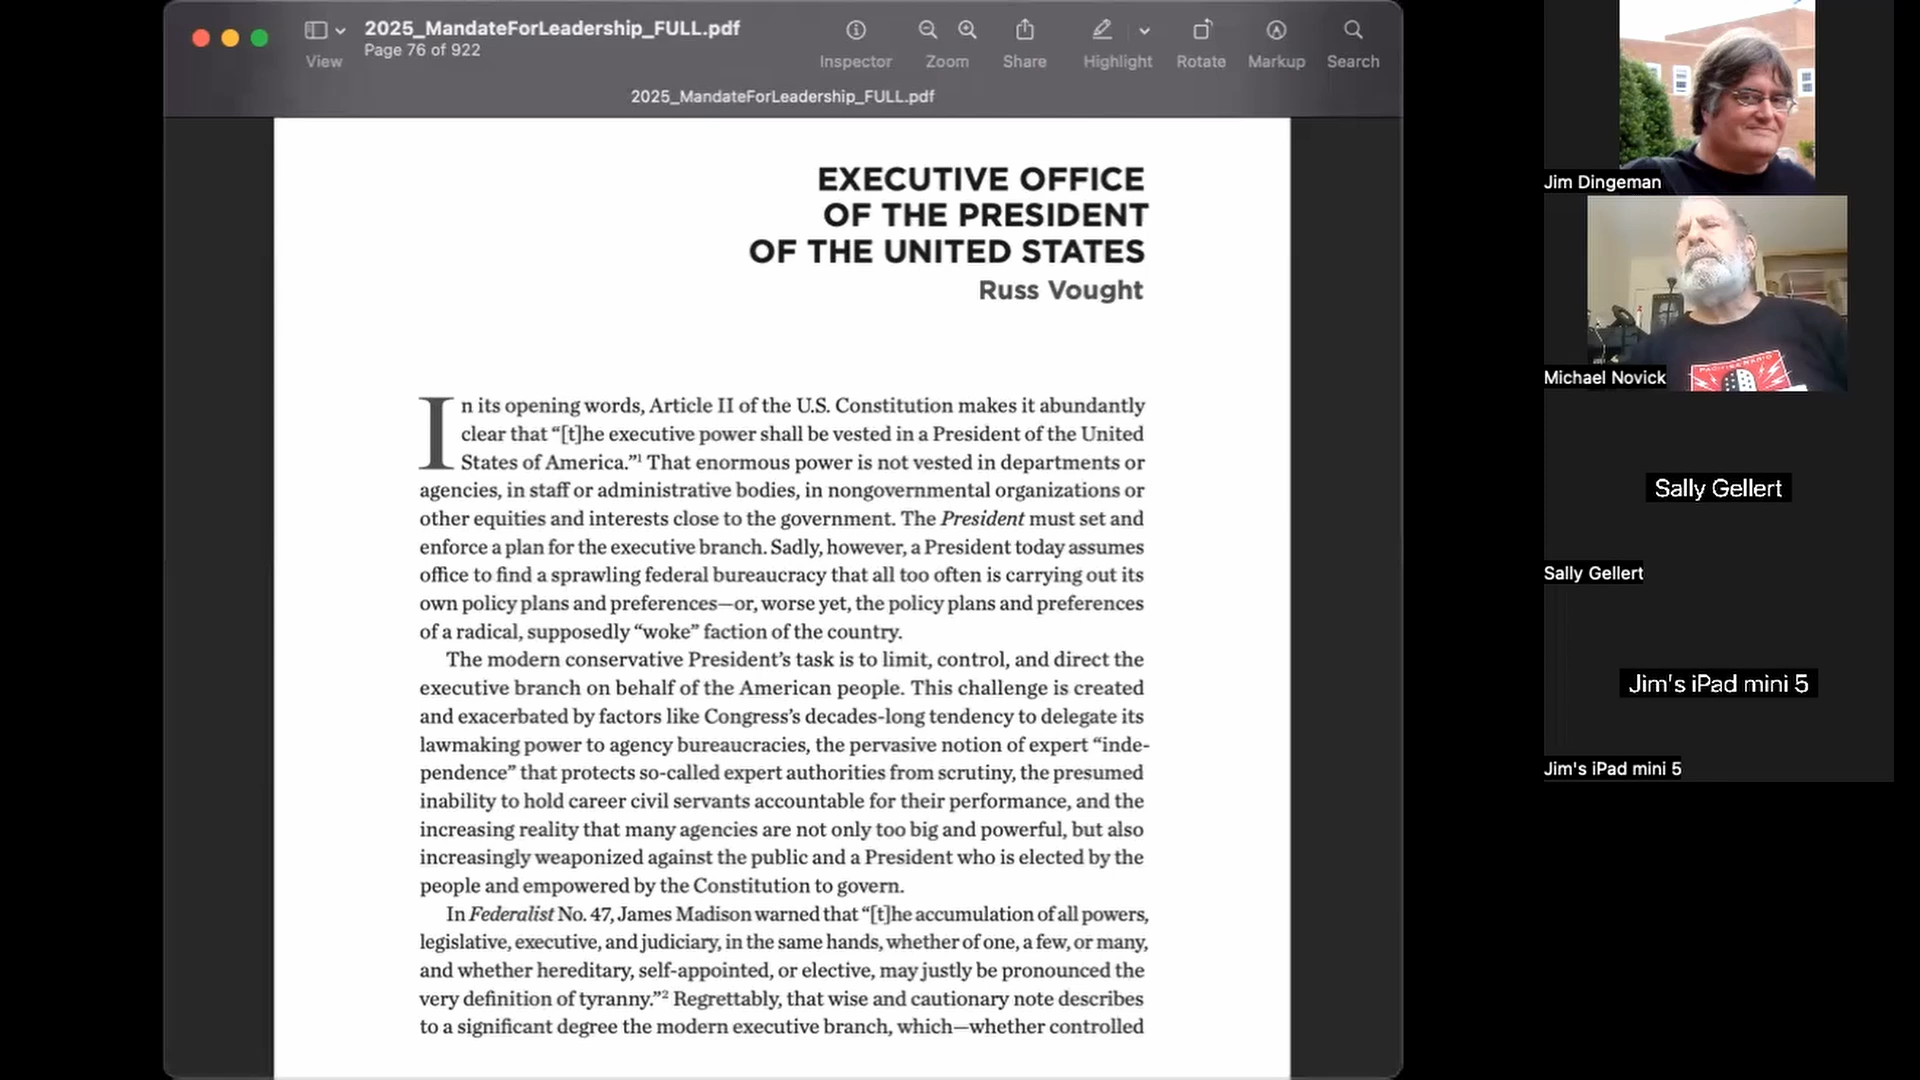 2025_MandateForLeadership_FULL.pdf
Page 76 of 922
View
Inspector
Zoom
Share
Highlight
Rotate
Markup
Search
2025_MandateForLeadership_FULL.pdf
EXECUTIVE OFFICE
OF THE PRESIDENT
OF THE UNITED STATES
Russ Vought
In its opening words, Article II of the U.S. Constitution makes it abundantly
clear that “[t]he executive power shall be vested in a President of the United
States of America.”¹ That enormous power is not vested in departments or
agencies, in staff or administrative bodies, in nongovernmental organizations or
other equities and interests close to the government. The President must set and
enforce a plan for the executive branch. Sadly, however, a President today assumes
office to find a sprawling federal bureaucracy that all too often is carrying out its
own policy plans and preferences—or, worse yet, the policy plans and preferences
of a radical, supposedly “woke” faction of the country.
The modern conservative President’s task is to limit, control, and direct the
executive branch on behalf of the American people. This challenge is created
and exacerbated by factors like Congress’s decades-long tendency to delegate its
lawmaking power to agency bureaucracies, the pervasive notion of expert “inde-
pendence” that protects so-called expert authorities from scrutiny, the presumed
inability to hold career civil servants accountable for their performance, and the
increasing reality that many agencies are not only too big and powerful, but also
increasingly weaponized against the public and a President who is elected by the
people and empowered by the Constitution to govern.
In Federalist No. 47, James Madison warned that “[t]he accumulation of all powers,
legislative, executive, and judiciary, in the same hands, whether of one, a few, or many,
and whether hereditary, self-appointed, or elective, may justly be pronounced the
very definition of tyranny.”² Regrettably, that wise and cautionary note describes
to a significant degree the modern executive branch, which—whether controlled
Jim Dingeman
Michael Novick
Sally Gellert
Sally Gellert
Jim's iPad mini 5
Jim's iPad mini 5